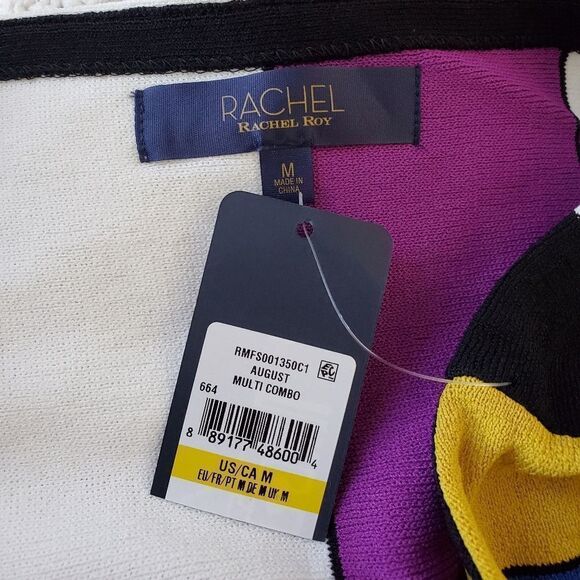 RACHEL
RACHEL ROY
M
MADE IN
CHINA
RMFS001350C1
AUGUST
MULTI COMBO
664
8 89177 48600 4
US/CA M
EU/FR/PT M DE M UY M